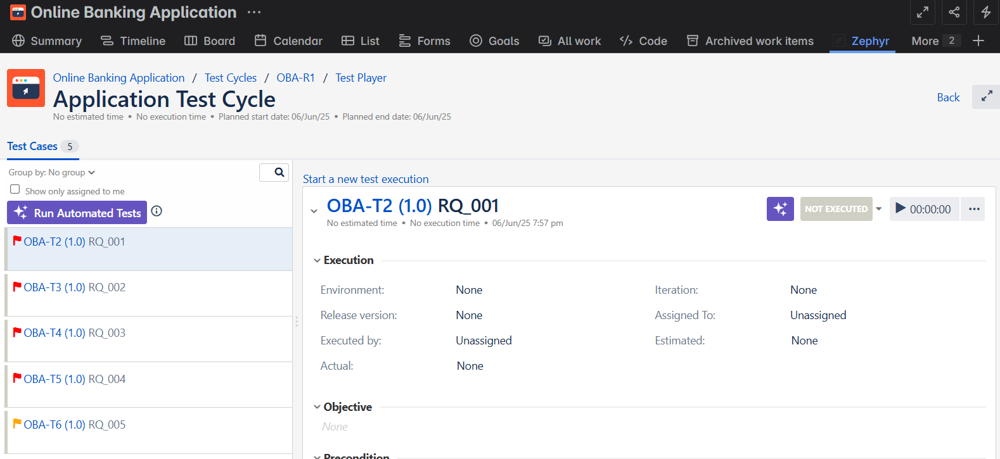 Online Banking Application ...
Summary Timeline Board Calendar List Forms Goals All work Code Archived work items Zephyr More 2
Online Banking Application / Test Cycles / OBA-R1 / Test Player
Application Test Cycle
Back
No estimated time • No execution time • Planned start date: 06/Jun/25 • Planned end date: 06/Jun/25
Test Cases 5
Group by: No group
Show only assigned to me
Run Automated Tests
OBA-T2 (1.0) RQ_001
OBA-T3 (1.0) RQ_002
OBA-T4 (1.0) RQ_003
OBA-T5 (1.0) RQ_004
OBA-T6 (1.0) RQ_005
Start a new test execution
OBA-T2 (1.0) RQ_001
NOT EXECUTED
00:00:00
No estimated time • No execution time • 06/Jun/25 7:57 pm
Execution
Environment: None Iteration: None
Release version: None Assigned To: Unassigned
Executed by: Unassigned Estimated: None
Actual: None
Objective
None
Precondition